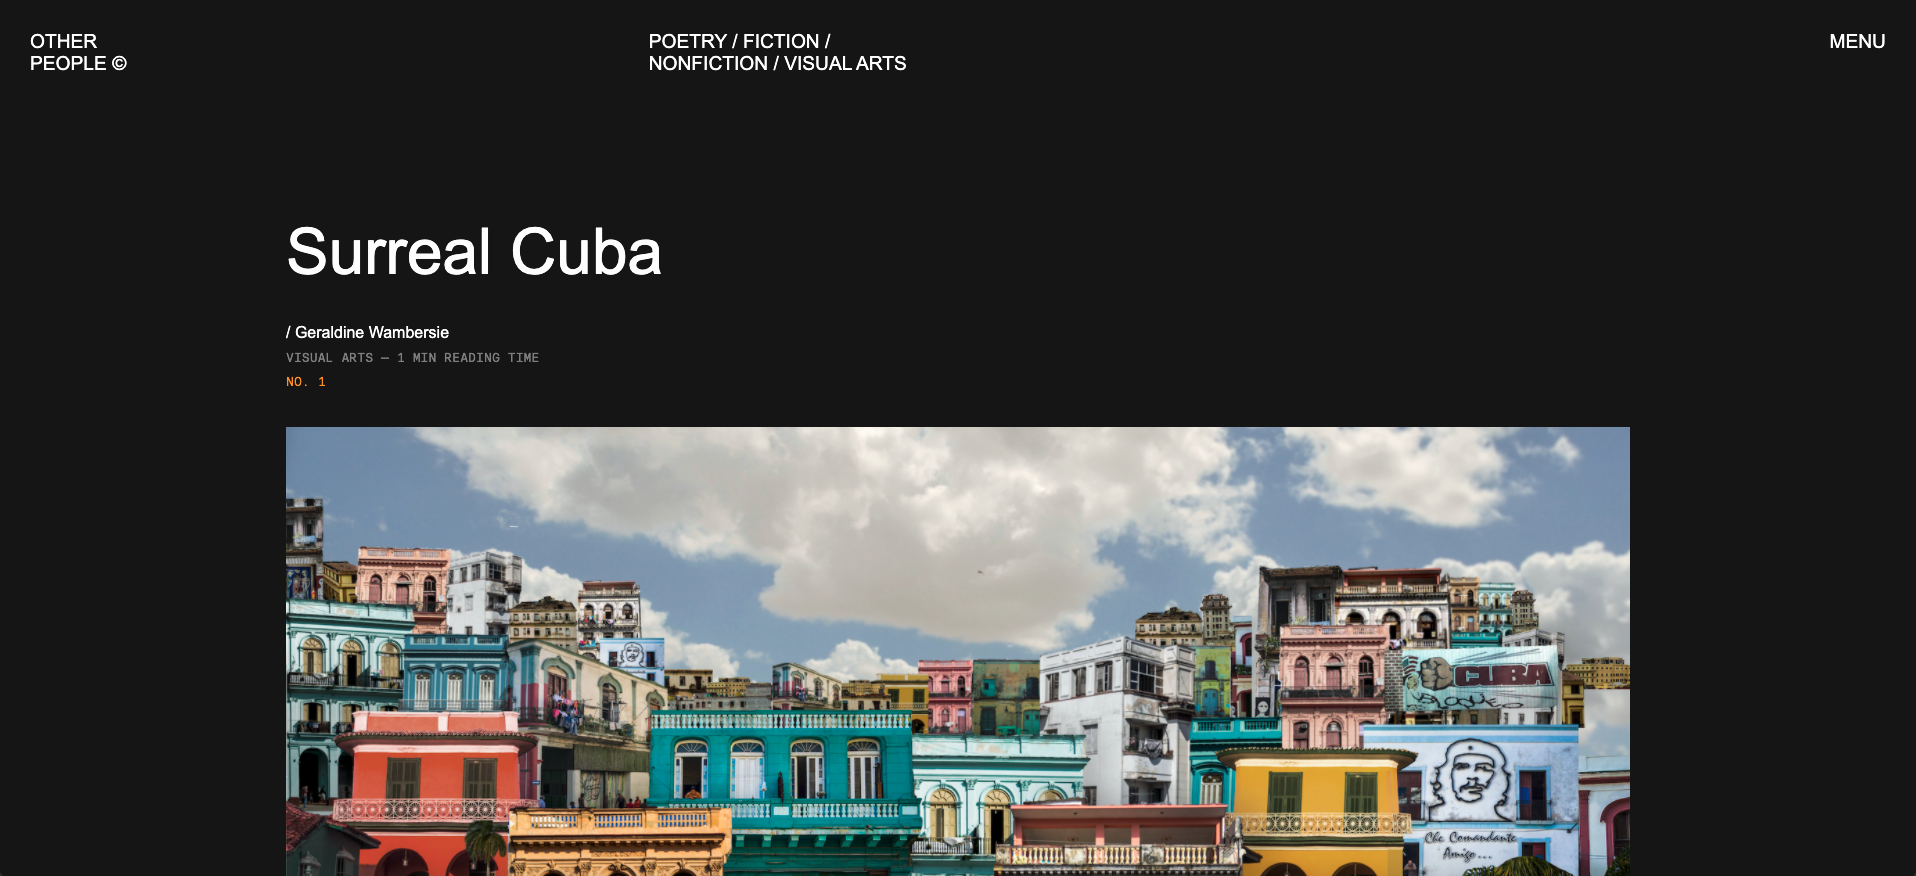 OTHER
PEOPLE ©
POETRY / FICTION /
NONFICTION / VISUAL ARTS
MENU
Surreal Cuba
/ Geraldine Wambersie
VISUAL ARTS — 1 MIN READING TIME
NO. 1
CUBA
Che Comandante
Amigo...